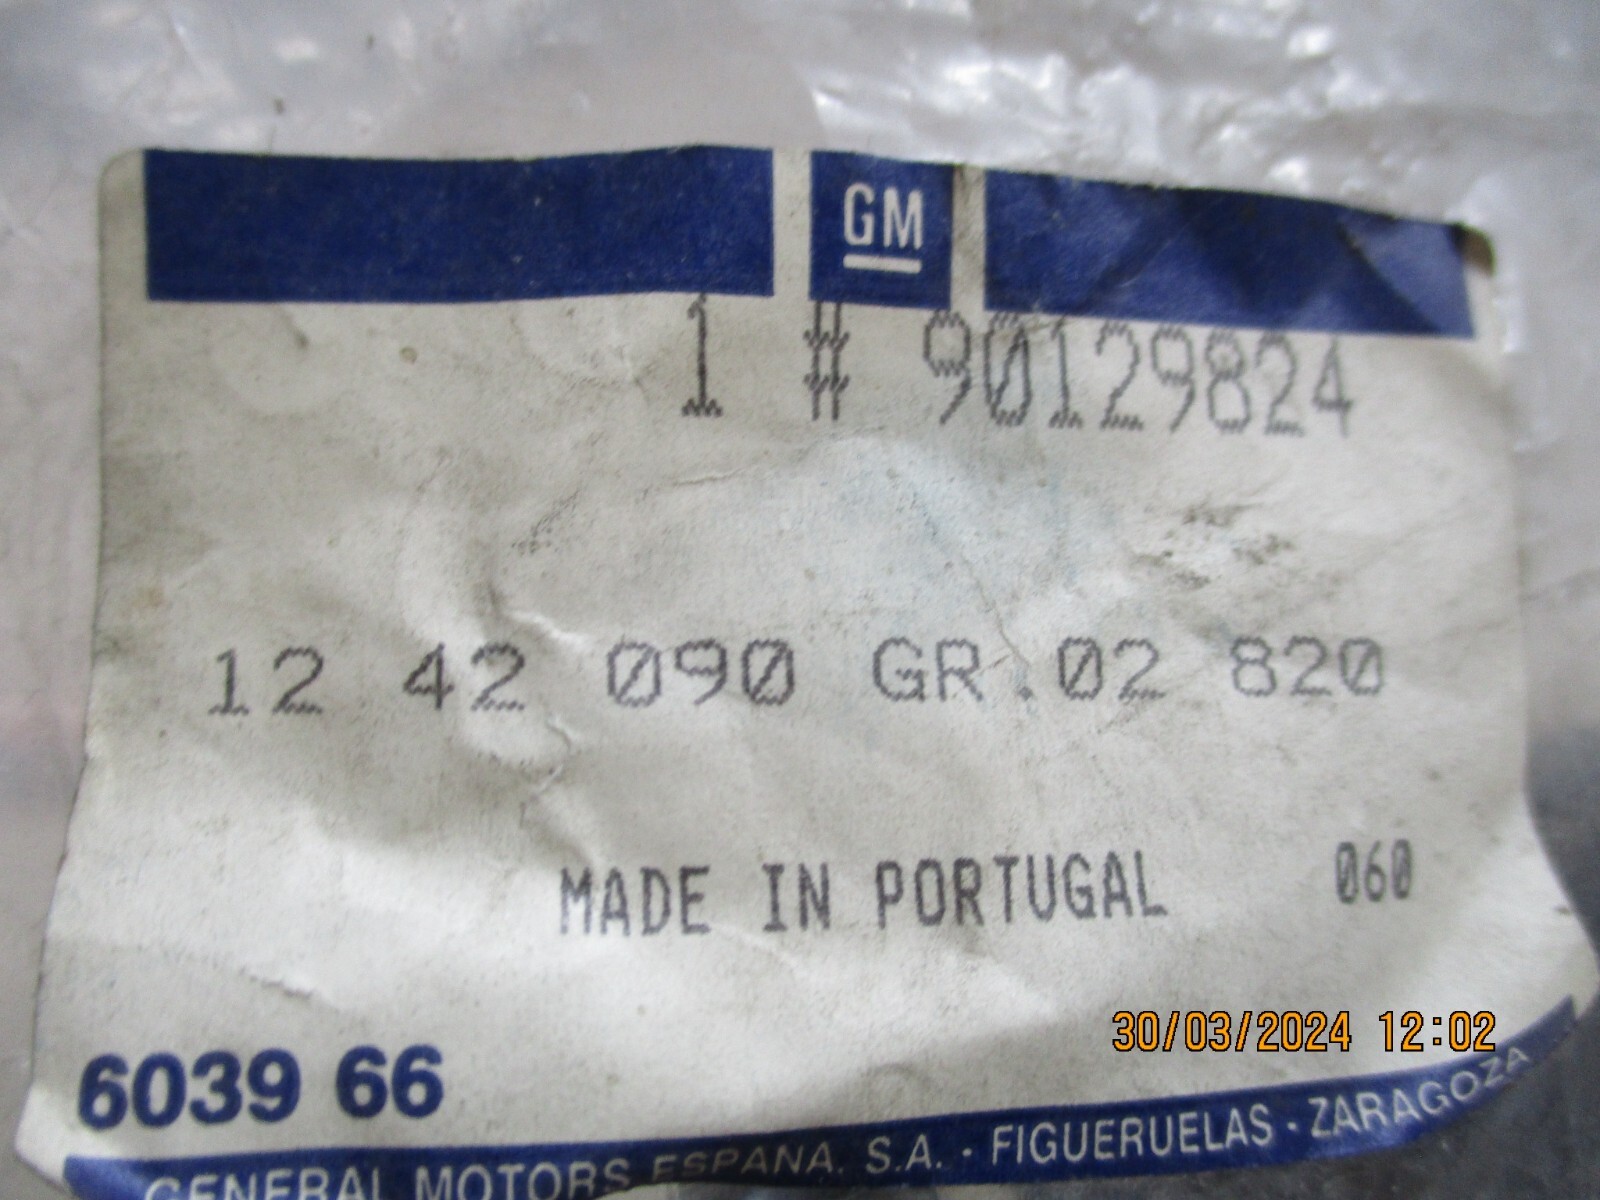 GM
1 # 90129824
12 42 090 GR.02 820
MADE IN PORTUGAL 060
30/03/2024 12:02
6039 66
GENERAL MOTORS ESPANA. S.A. - FIGUERUELAS - ZARAGOZA